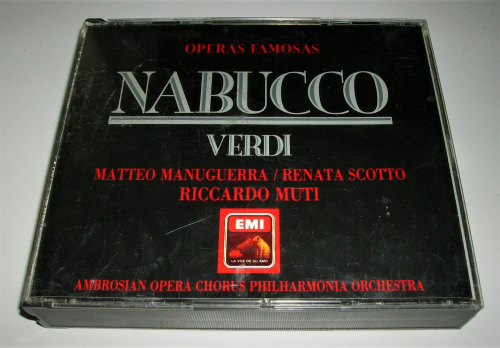 OPERAS FAMOSAS
NABUCCO
VERDI
MATTEO MANUGUERRA / RENATA SCOTTO
RICCARDO MUTI
EMI
LA VOZ DE SU AMO
AMBROSIAN OPERA CHORUS PHILHARMONIA ORCHESTRA